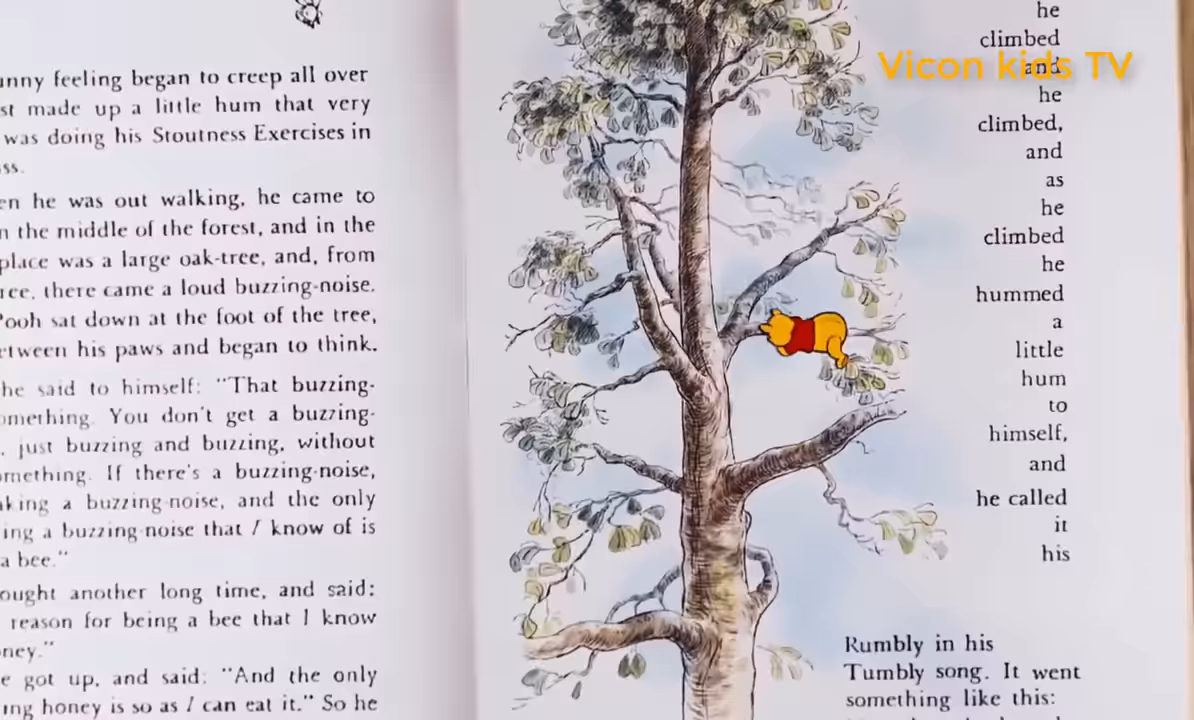 unny feeling began to creep all over
st made up a little hum that very
was doing his Stoutness Exercises in
ss.
en he was out walking, he came to
n the middle of the forest, and in the
place was a large oak-tree, and, from
ree, there came a loud buzzing-noise.
Pooh sat down at the foot of the tree,
etween his paws and began to think.
he said to himself: "That buzzing-
omething. You don't get a buzzing-
, just buzzing and buzzing, without
mething. If there's a buzzing-noise,
aking a buzzing-noise, and the only
ing a buzzing-noise that I know of is
a bee."
ought another long time, and said:
reason for being a bee that I know
ney."
e got up, and said: "And the only
ing honey is so as I can eat it." So he
Vicon kids TV
he
climbed
and
he
climbed,
and
as
he
climbed
he
hummed
a
little
hum
to
himself,
and
he called
it
his
Rumbly in his
Tumbly song. It went
something like this: